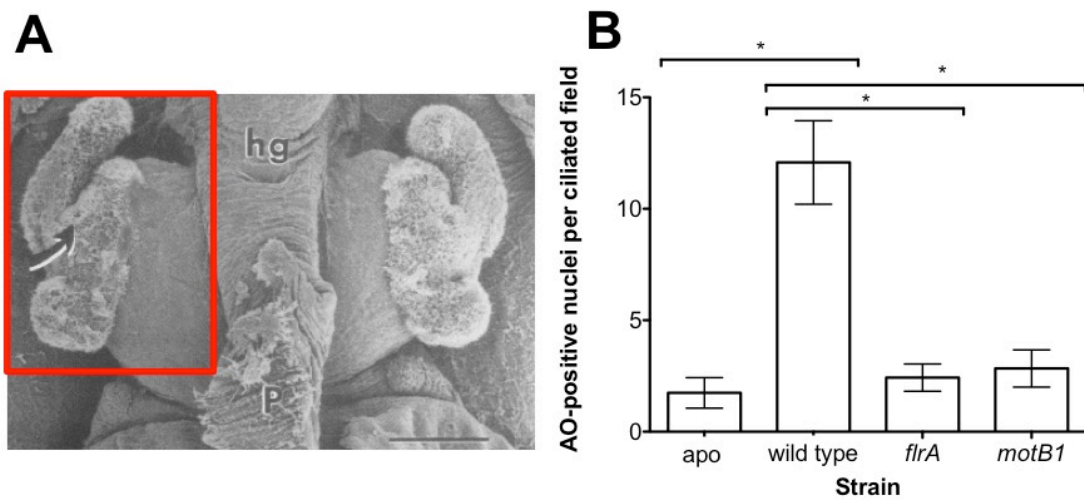 A
hg
P
B
AO-positive nuclei per ciliated field
*
*
*
15
10
5
0
apo
wild type
flrA
motB1
Strain